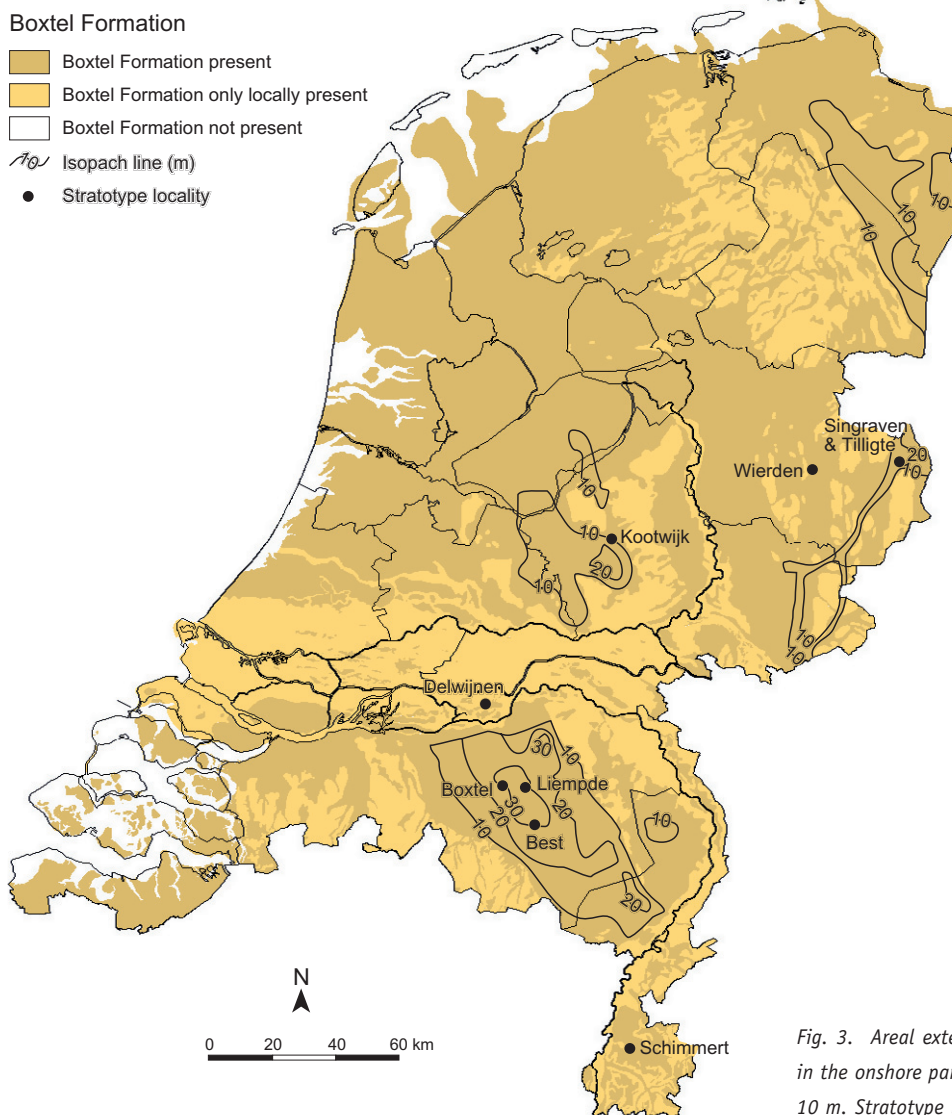 Boxtel Formation
Boxtel Formation present
Boxtel Formation only locally present
Boxtel Formation not present
10 Isopach line (m)
Stratotype locality
10
10
10
Singraven
& Tilligte
20
10
Wierden
10
10
Kootwijk
20
10
10
10
Delwijnen
30
10
Boxtel
Liempde
30
20
20
10
10
Best
20
N
0 20 40 60 km
Schimmert
Fig. 3. Areal exte
in the onshore par
10 m. Stratotype